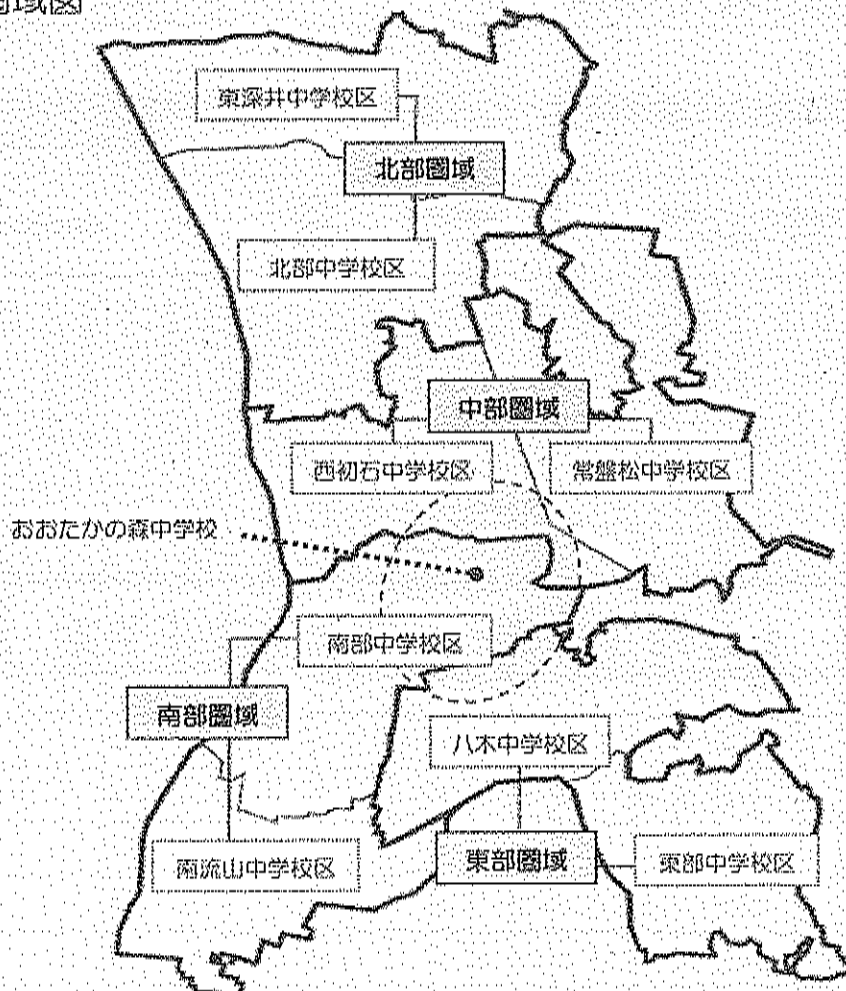 圏域図
東深井中学校区
北部圏域
北部中学校区
中部圏域
西初石中学校区
常盤松中学校区
おおたかの森中学校
南部中学校区
南部圏域
八木中学校区
南流山中学校区
東部圏域
東部中学校区